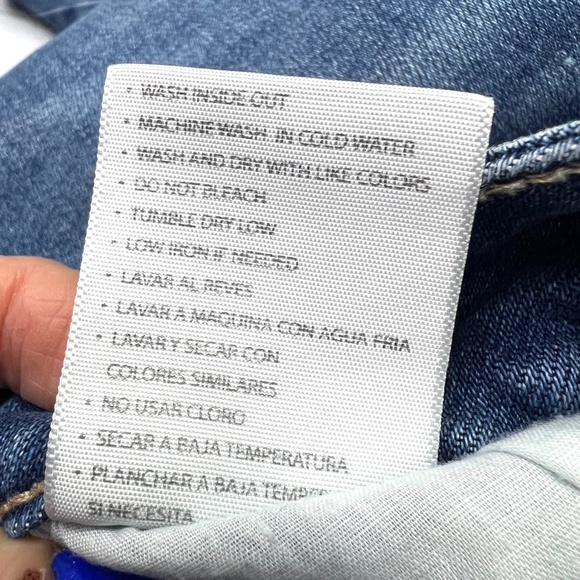 • WASH INSIDE OUT
• MACHINE WASH IN COLD WATER
• WASH AND DRY WITH LIKE COLORS
• DO NOT BLEACH
• TUMBLE DRY LOW
• LOW IRON IF NEEDED
• LAVAR AL REVES
• LAVAR A MAQUINA CON AGUA FRIA
• LAVAR Y SECAR CON
COLORES SIMILARES
• NO USAR CLORO
• SECAR A BAJA TEMPERATURA
• PLANCHAR A BAJA
SI NECESITA